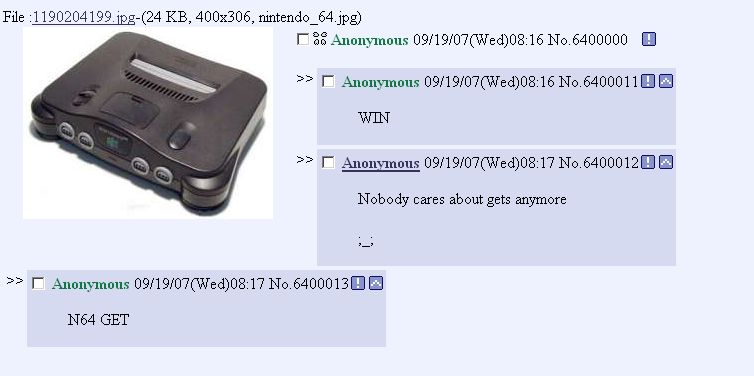 File :1190204199.jpg-(24 KB, 400x306, nintendo_64.jpg)
Anonymous 09/19/07(Wed)08:16 No.6400000
>> Anonymous 09/19/07(Wed)08:16 No.6400011
WIN
>> Anonymous 09/19/07(Wed)08:17 No.6400012
Nobody cares about gets anymore
;_;
>> Anonymous 09/19/07(Wed)08:17 No.6400013
N64 GET